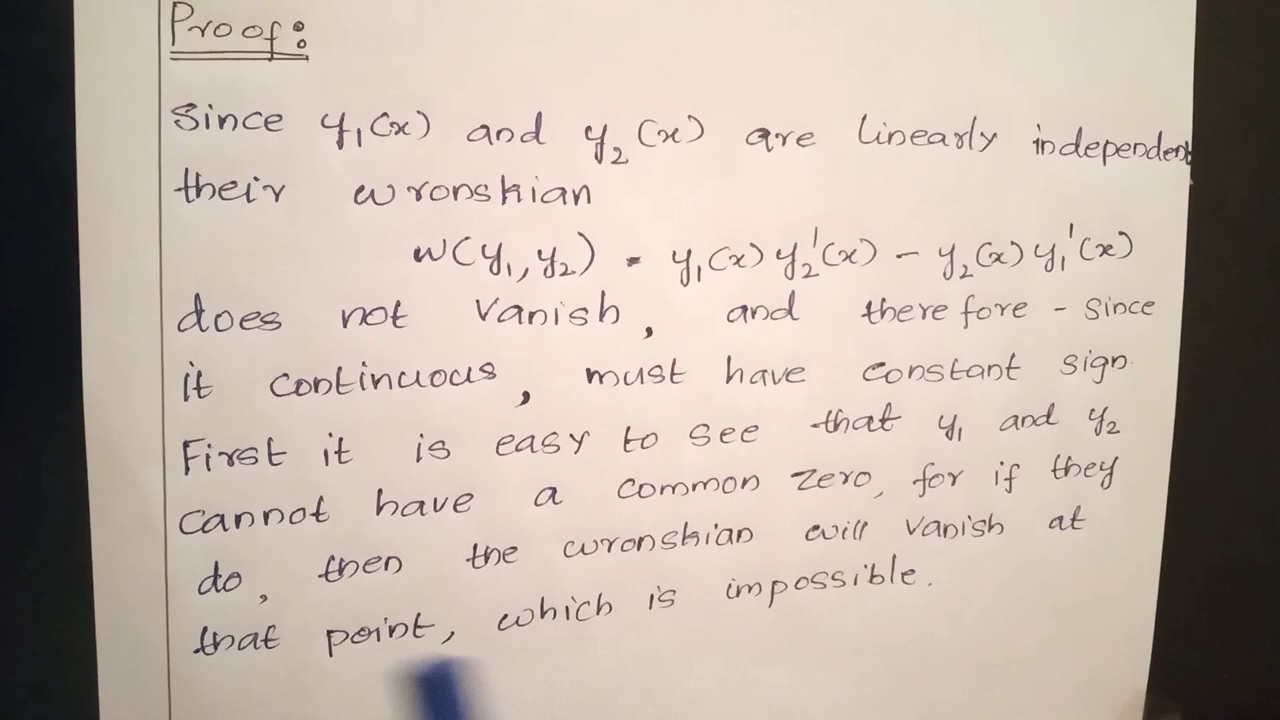 Proof:
Since y₁(x) and y₂(x) are linearly independent
their wronskian
W(y₁, y₂) = y₁(x) y₂'(x) - y₂(x) y₁'(x)
does not vanish, and therefore - since
it continuous, must have constant sign.
First it is easy to see that y₁ and y₂
cannot have a common zero, for if they
do, then the wronskian will vanish at
that point, which is impossible.